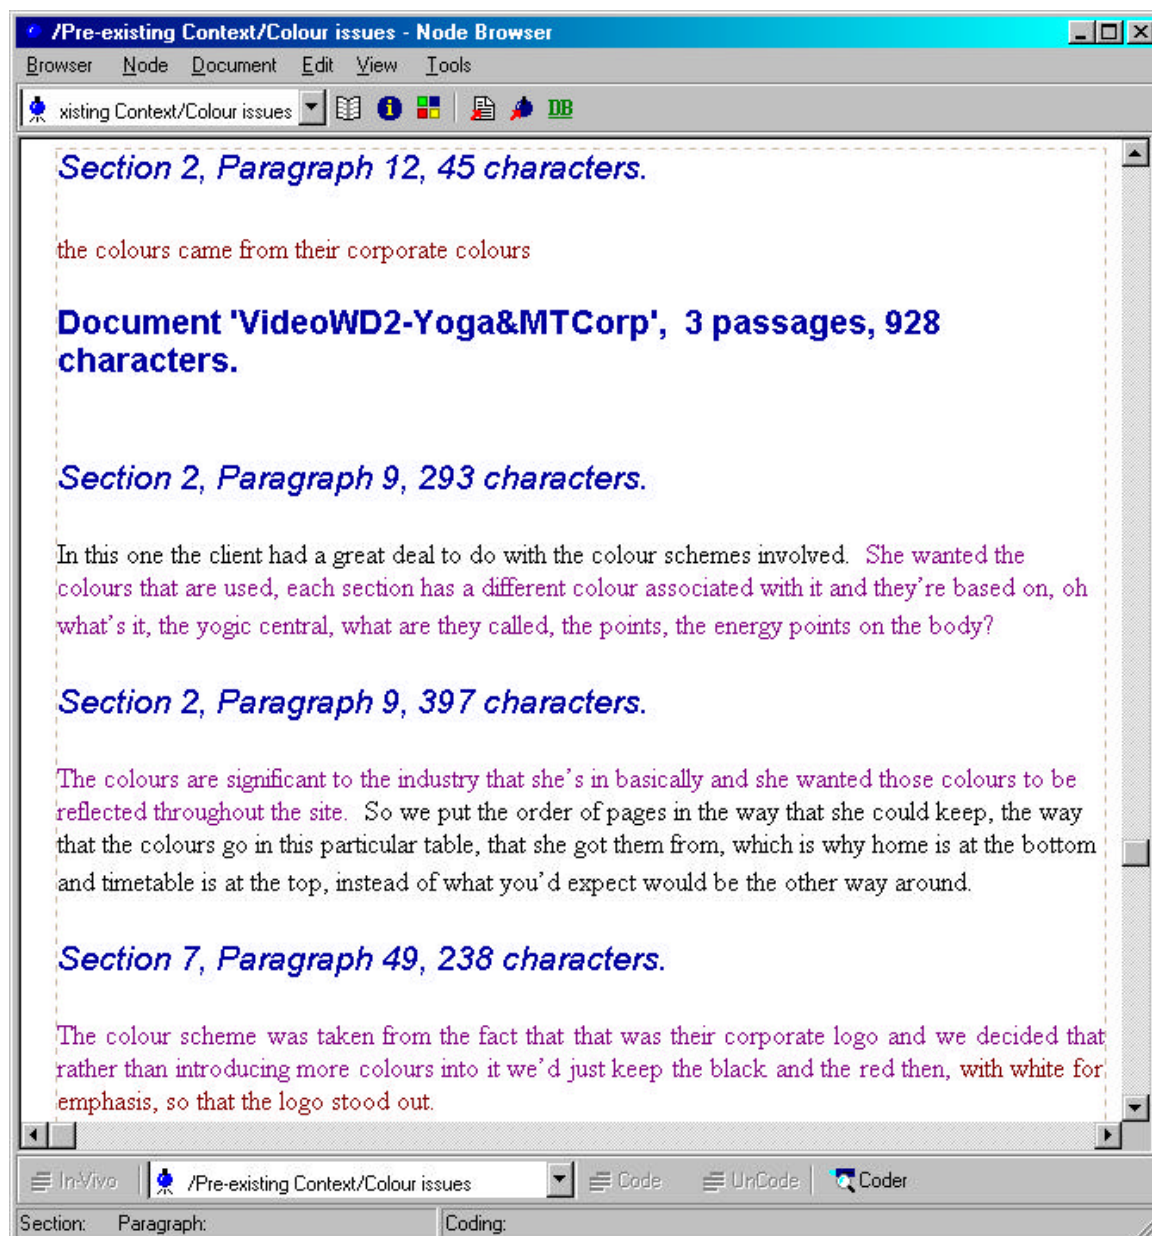 /Pre-existing Context/Colour issues - Node Browser
Browser Node Document Edit View Tools
xisting Context/Colour issues DB
Section 2, Paragraph 12, 45 characters.
the colours came from their corporate colours
Document 'VideoWD2-Yoga&MTCorp', 3 passages, 928
characters.
Section 2, Paragraph 9, 293 characters.
In this one the client had a great deal to do with the colour schemes involved. She wanted the
colours that are used, each section has a different colour associated with it and they're based on, oh
what's it, the yogic central, what are they called, the points, the energy points on the body?
Section 2, Paragraph 9, 397 characters.
The colours are significant to the industry that she's in basically and she wanted those colours to be
reflected throughout the site. So we put the order of pages in the way that she could keep, the way
that the colours go in this particular table, that she got them from, which is why home is at the bottom
and timetable is at the top, instead of what you'd expect would be the other way around.
Section 7, Paragraph 49, 238 characters.
The colour scheme was taken from the fact that that was their corporate logo and we decided that
rather than introducing more colours into it we'd just keep the black and the red then, with white for
emphasis, so that the logo stood out.
In-Vivo /Pre-existing Context/Colour issues Code UnCode Coder
Section: Paragraph: Coding: